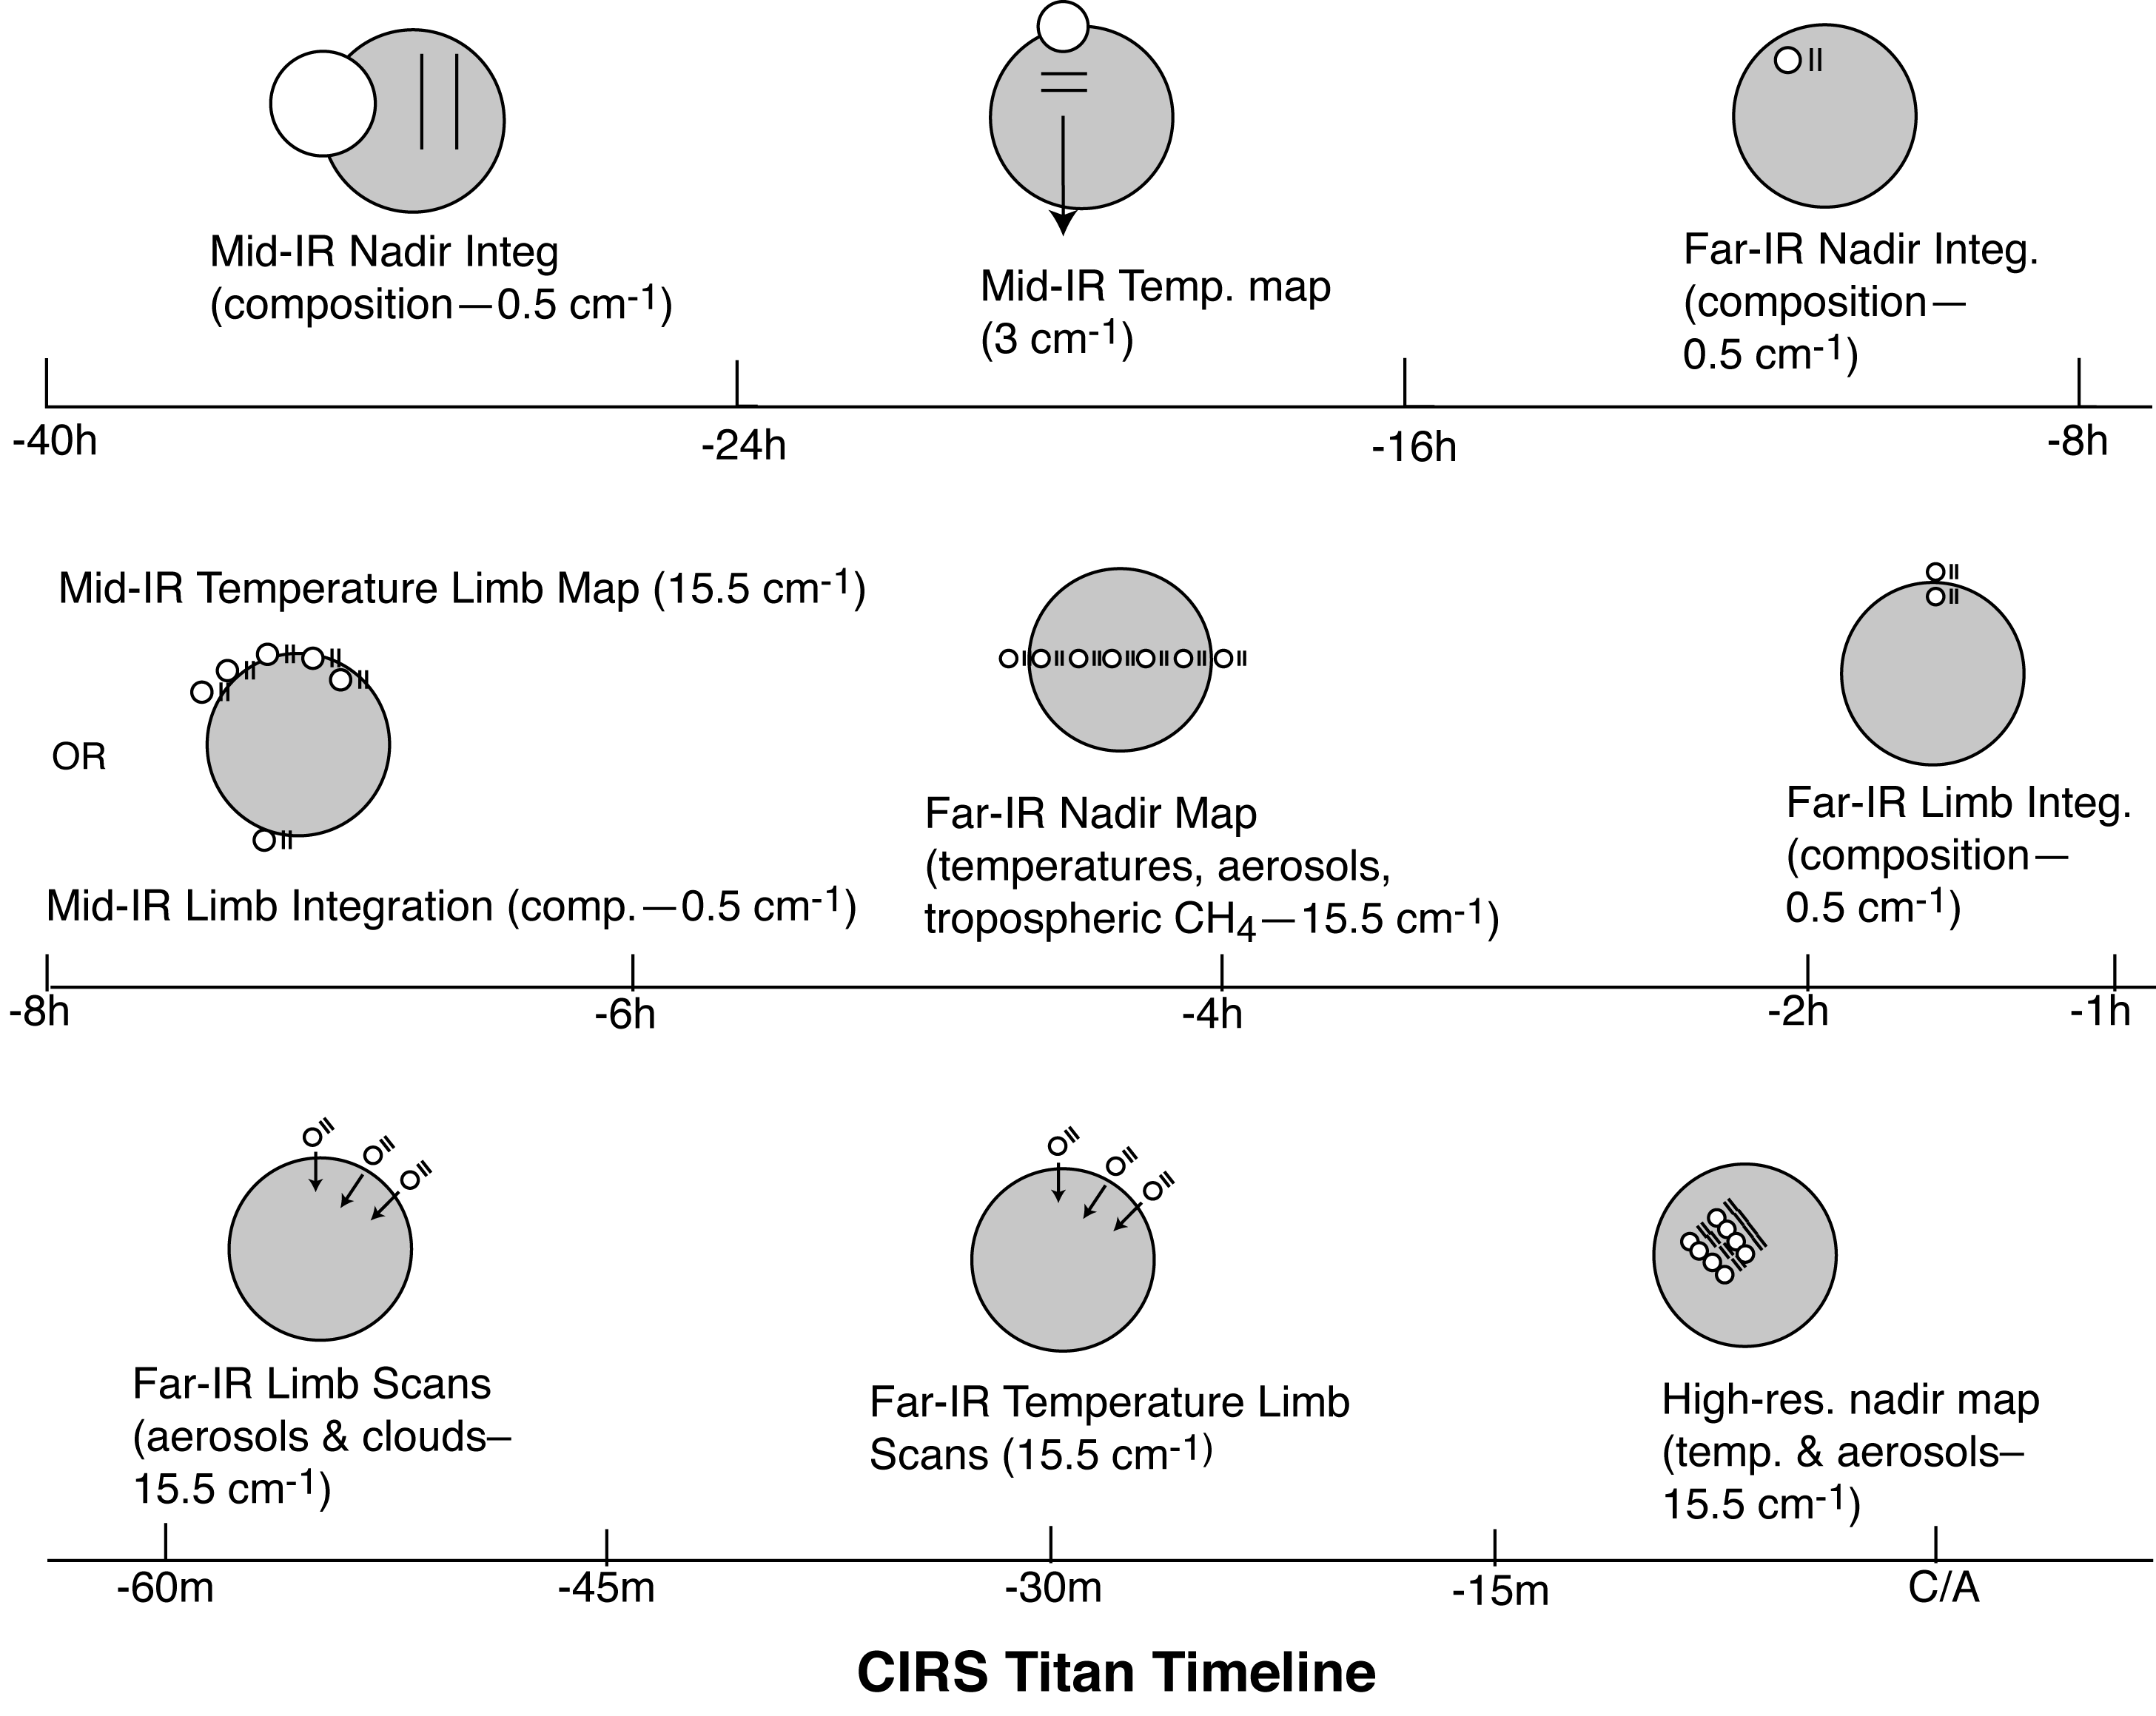 Mid-IR Nadir Integ
(composition—0.5 cm-1)
Mid-IR Temp. map
(3 cm-1)
Far-IR Nadir Integ.
(composition—
0.5 cm-1)
-40h
-24h
-16h
-8h
Mid-IR Temperature Limb Map (15.5 cm-1)
OR
Mid-IR Limb Integration (comp.—0.5 cm-1)
Far-IR Nadir Map
(temperatures, aerosols,
tropospheric CH4—15.5 cm-1)
Far-IR Limb Integ.
(composition—
0.5 cm-1)
-8h
-6h
-4h
-2h
-1h
Far-IR Limb Scans
(aerosols & clouds–
15.5 cm-1)
Far-IR Temperature Limb
Scans (15.5 cm-1)
High-res. nadir map
(temp. & aerosols–
15.5 cm-1)
-60m
-45m
-30m
-15m
C/A
CIRS Titan Timeline